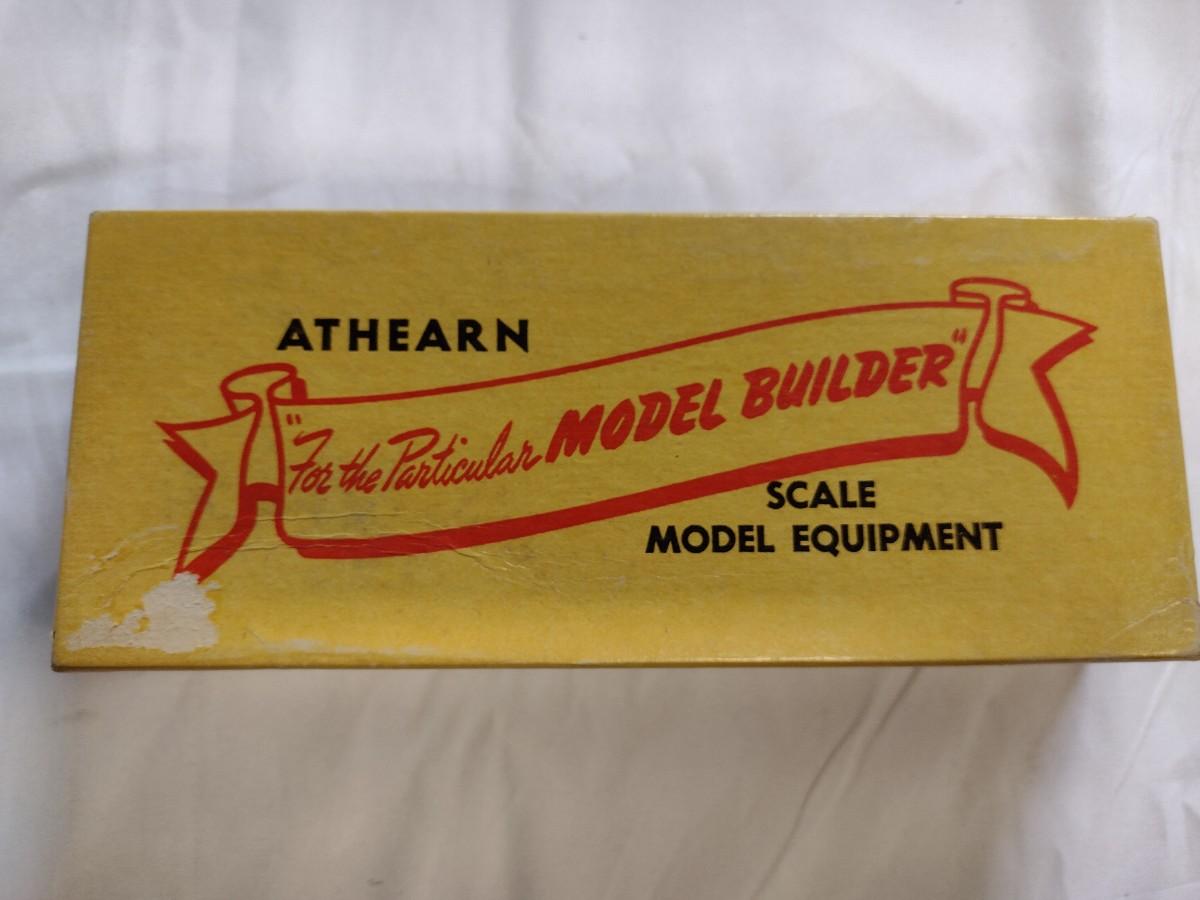 ATHEARN
"For the Particular MODEL BUILDER"
SCALE
MODEL EQUIPMENT